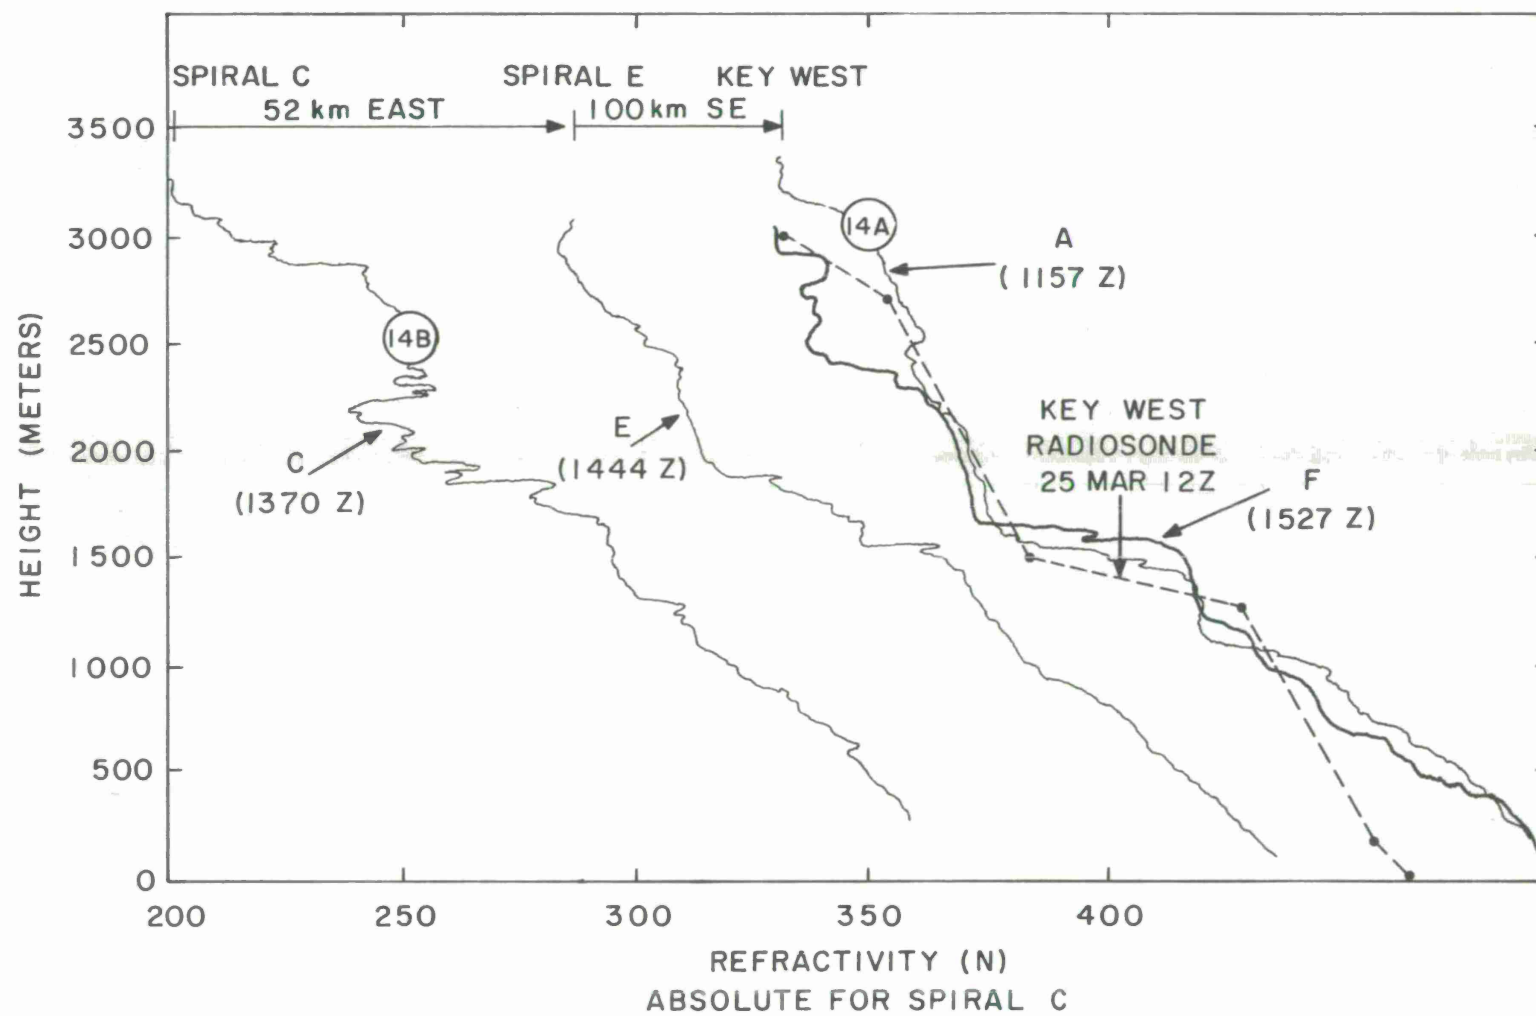 SPIRAL C SPIRAL E KEY WEST
52 km EAST 100 km SE
3500
3000
2500
2000
1500
1000
500
0
HEIGHT (METERS)
14A
A
(1157 Z)
14B
C
(1370 Z)
E
(1444 Z)
KEY WEST
RADIOSONDE
25 MAR 12Z
F
(1527 Z)
200 250 300 350 400
REFRACTIVITY (N)
ABSOLUTE FOR SPIRAL C